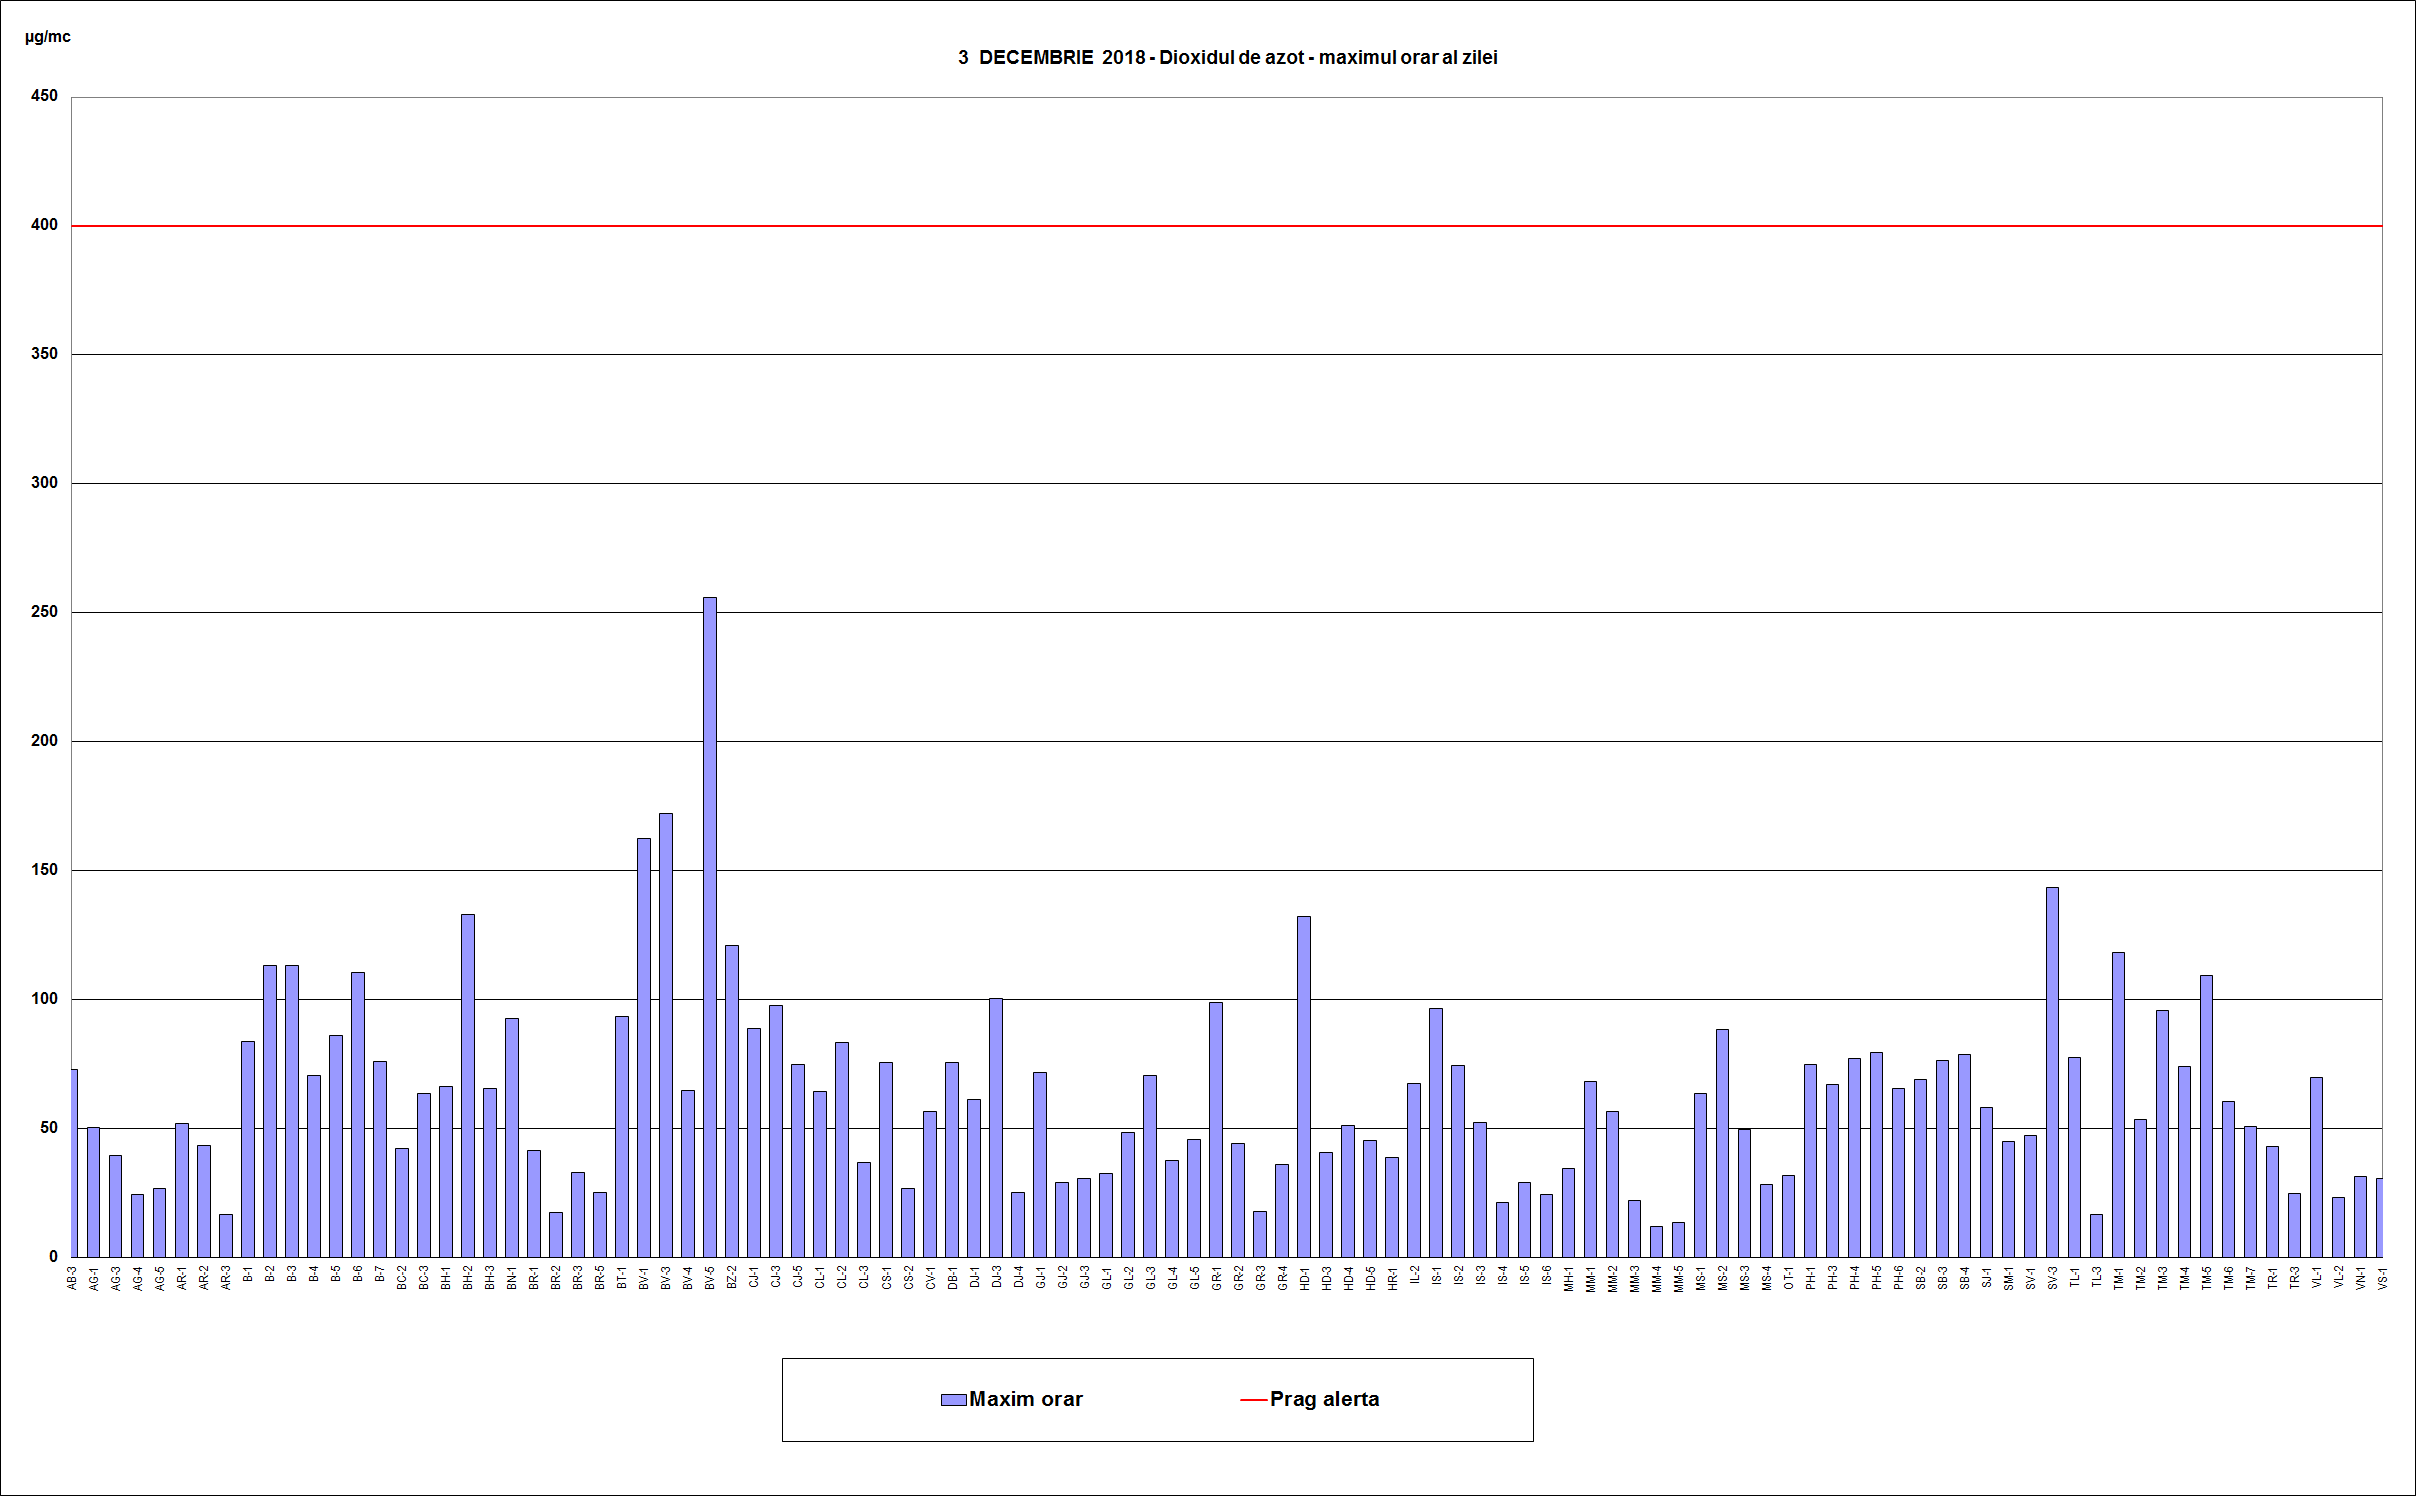 µg/mc
3 DECEMBRIE 2018 - Dioxidul de azot - maximul orar al zilei
450
400
350
300
250
200
150
100
50
0
AB-3 AG-1 AG-3 AG-4 AG-5 AR-1 AR-2 AR-3 B-1 B-2 B-3 B-4 B-5 B-6 B-7 BC-2 BC-3 BH-1 BH-2 BH-3 BN-1 BR-1 BR-2 BR-3 BR-5 BT-1 BV-1 BV-3 BV-4 BV-5 BZ-2 CJ-1 CJ-3 CJ-5 CL-1 CL-2 CL-3 CS-1 CS-2 CV-1 DB-1 DJ-1 DJ-3 DJ-4 GJ-1 GJ-2 GJ-3 GL-1 GL-2 GL-3 GL-4 GL-5 GR-1 GR-2 GR-3 GR-4 HD-1 HD-3 HD-4 HD-5 HR-1 IL-2 IS-1 IS-2 IS-3 IS-4 IS-5 IS-6 MH-1 MM-1 MM-2 MM-3 MM-4 MM-5 MS-1 MS-2 MS-3 MS-4 OT-1 PH-1 PH-3 PH-4 PH-5 PH-6 SB-2 SB-3 SB-4 SJ-1 SM-1 SV-1 SV-3 TL-1 TL-3 TM-1 TM-2 TM-3 TM-4 TM-5 TM-6 TM-7 TR-1 TR-3 VL-1 VL-2 VN-1 VS-1
Maxim orar Prag alerta